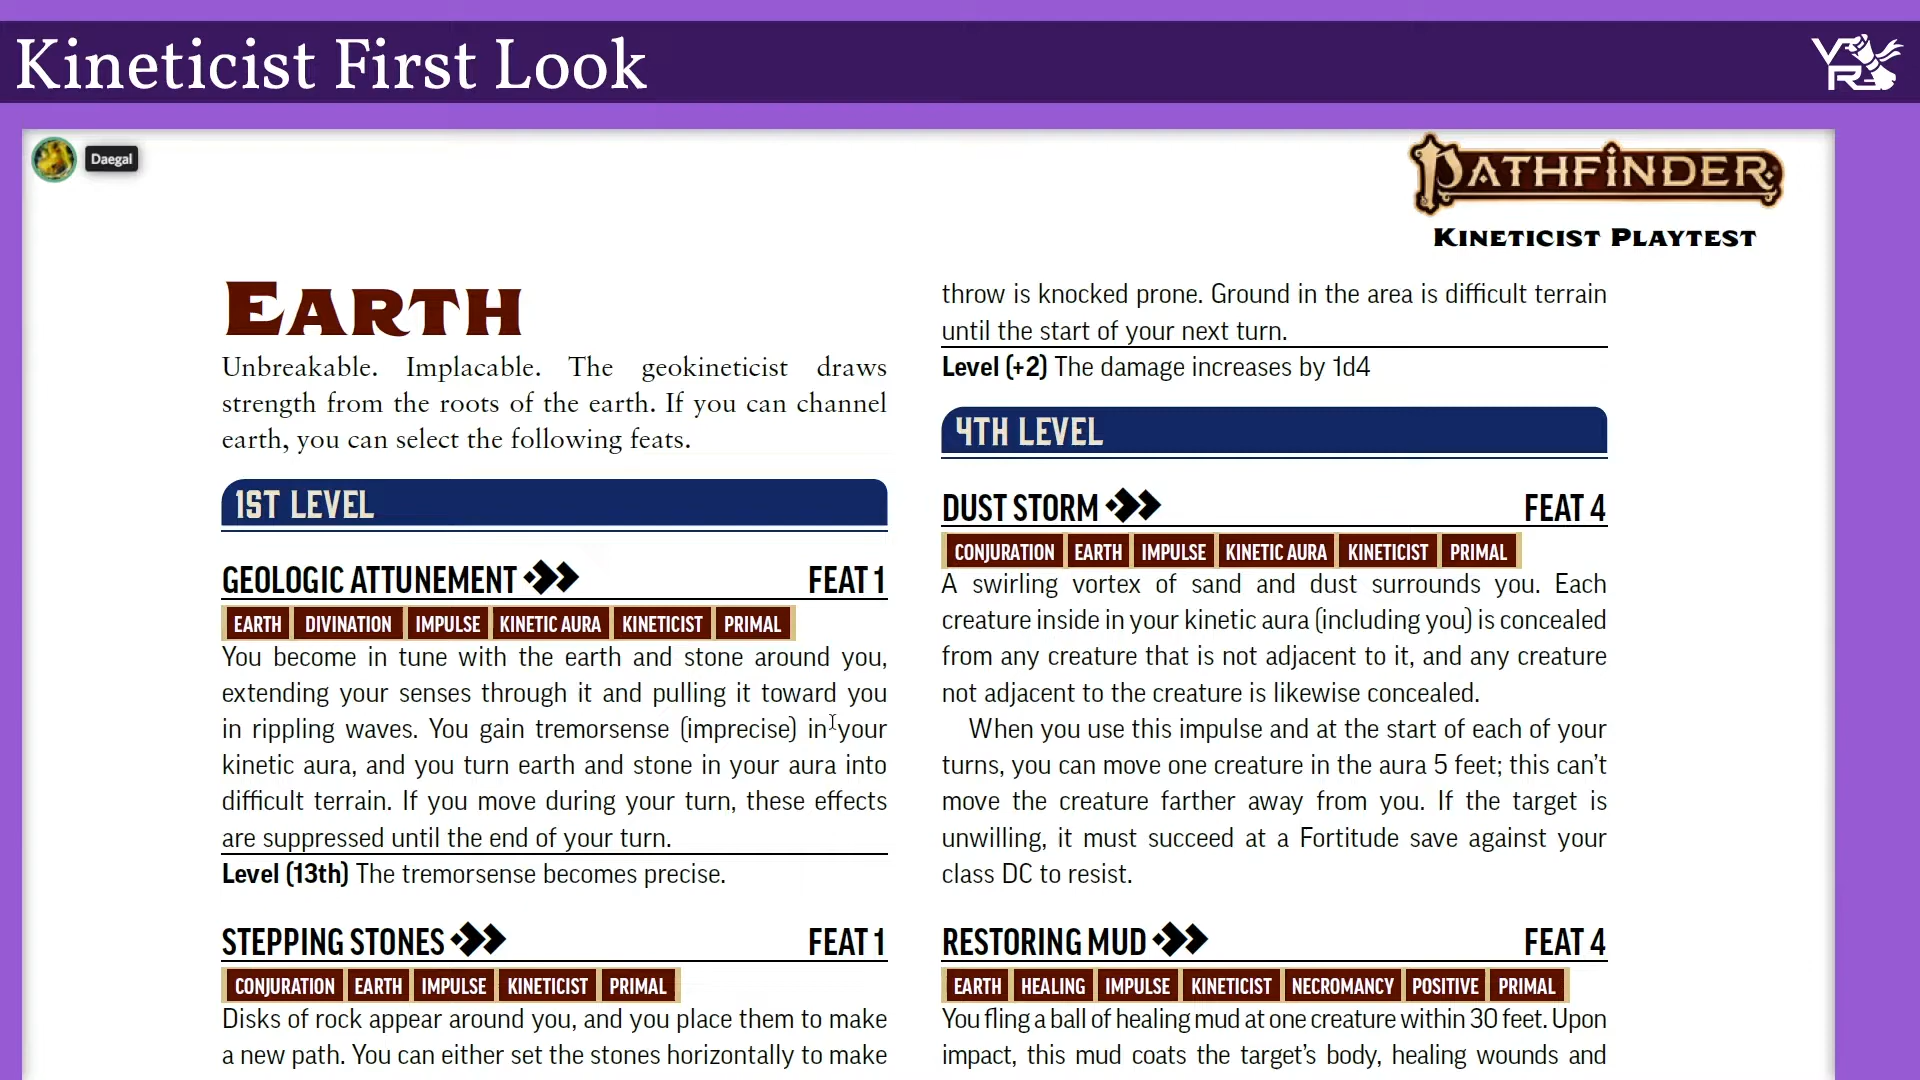 Kineticist First Look
VR
Daegal
PATHFINDER
KINETICIST PLAYTEST
EARTH
Unbreakable. Implacable. The geokineticist draws
strength from the roots of the earth. If you can channel
earth, you can select the following feats.
1ST LEVEL
GEOLOGIC ATTUNEMENT FEAT 1
EARTH DIVINATION IMPULSE KINETIC AURA KINETICIST PRIMAL
You become in tune with the earth and stone around you,
extending your senses through it and pulling it toward you
in rippling waves. You gain tremorsense (imprecise) in your
kinetic aura, and you turn earth and stone in your aura into
difficult terrain. If you move during your turn, these effects
are suppressed until the end of your turn.
Level (13th) The tremorsense becomes precise.
STEPPING STONES FEAT 1
CONJURATION EARTH IMPULSE KINETICIST PRIMAL
Disks of rock appear around you, and you place them to make
a new path. You can either set the stones horizontally to make
throw is knocked prone. Ground in the area is difficult terrain
until the start of your next turn.
Level (+2) The damage increases by 1d4
4TH LEVEL
DUST STORM FEAT 4
CONJURATION EARTH IMPULSE KINETIC AURA KINETICIST PRIMAL
A swirling vortex of sand and dust surrounds you. Each
creature inside in your kinetic aura (including you) is concealed
from any creature that is not adjacent to it, and any creature
not adjacent to the creature is likewise concealed.
When you use this impulse and at the start of each of your
turns, you can move one creature in the aura 5 feet; this can't
move the creature farther away from you. If the target is
unwilling, it must succeed at a Fortitude save against your
class DC to resist.
RESTORING MUD FEAT 4
EARTH HEALING IMPULSE KINETICIST NECROMANCY POSITIVE PRIMAL
You fling a ball of healing mud at one creature within 30 feet. Upon
impact, this mud coats the target's body, healing wounds and